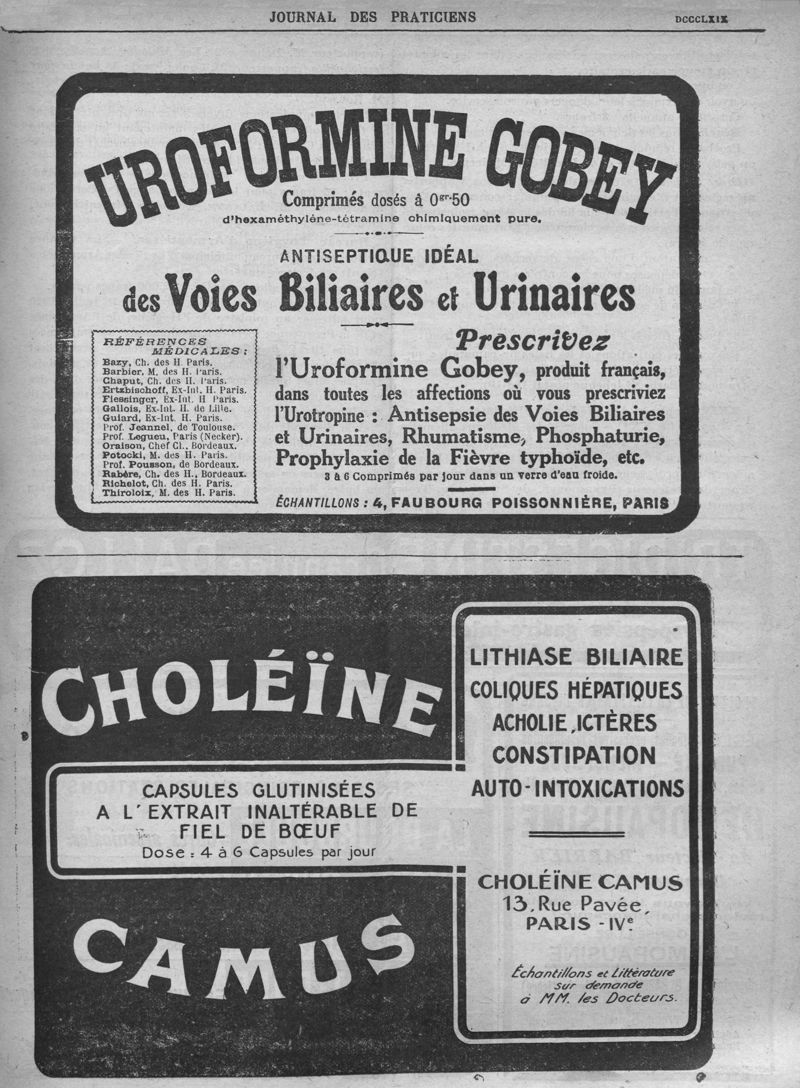 JOURNAL DES PRATICIENS
DCCCLXIX
UROFORMINE GOBEY
Comprimés dosés à 0gr·50
d'hexaméthylène-tétramine chimiquement pure.
ANTISEPTIQUE IDÉAL
des Voies Biliaires et Urinaires
RÉFÉRENCES
MÉDICALES :
Bazy, Ch. des H. Paris.
Barbier, M. des H. Paris.
Chaput, Ch. des H. Paris.
Ertzbischoff, Ex-Int. H. Paris.
Flessinger, Ex-Int. H Paris.
Gallois, Ex-Int. H. de Lille.
Guiard, Ex-Int. H. Paris.
Prof. Jeannel, de Toulouse.
Prof. Legueu, Paris (Necker).
Oraison, Chef Cl., Bordeaux.
Potocki, M. des H. Paris.
Prof. Pousson, de Bordeaux.
Rabère, Ch. des H., Bordeaux.
Richelot, Ch. des H. Paris.
Thiroloix, M. des H. Paris.
Prescrivez
l'Uroformine Gobey, produit français,
dans toutes les affections où vous prescriviez
l'Urotropine : Antisepsie des Voies Biliaires
et Urinaires, Rhumatisme, Phosphaturie,
Prophylaxie de la Fièvre typhoïde, etc.
3 à 6 Comprimés par jour dans un verre d'eau froide.
ÉCHANTILLONS : 4, FAUBOURG POISSONNIÈRE, PARIS
CHOLÉÏNE
CAPSULES GLUTINISÉES
A L'EXTRAIT INALTÉRABLE DE
FIEL DE BŒUF
Dose : 4 à 6 Capsules par jour
CAMUS
LITHIASE BILIAIRE
COLIQUES HÉPATIQUES
ACHOLIE, ICTÈRES
CONSTIPATION
AUTO-INTOXICATIONS
CHOLÉÏNE CAMUS
13, Rue Pavée,
PARIS - IVe.
Échantillons et Littérature
sur demande
à MM. les Docteurs.